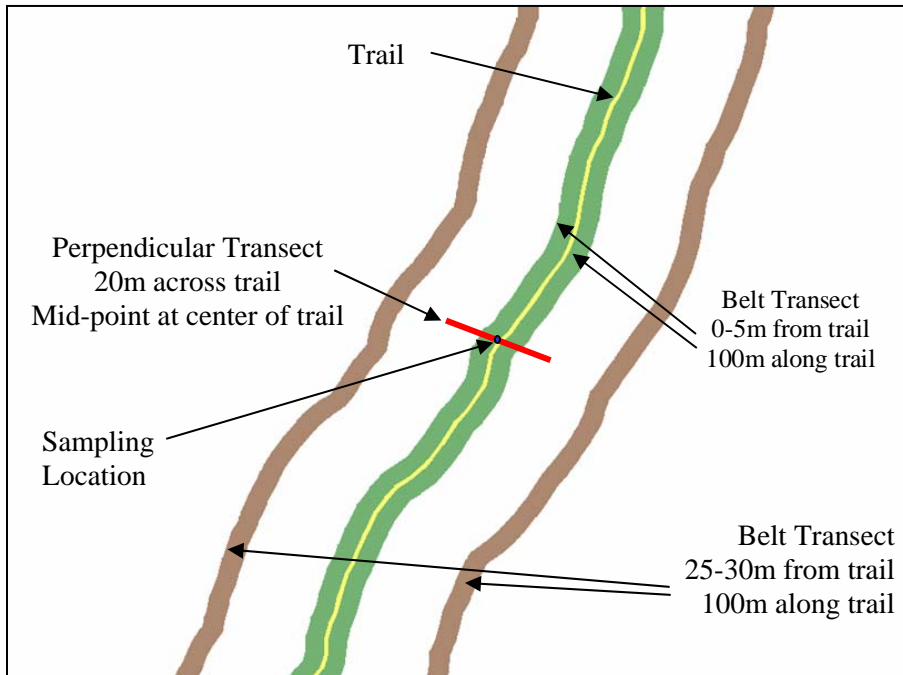 Trail
Perpendicular Transect
20m across trail
Mid-point at center of trail
Belt Transect
0-5m from trail
100m along trail
Sampling
Location
Belt Transect
25-30m from trail
100m along trail